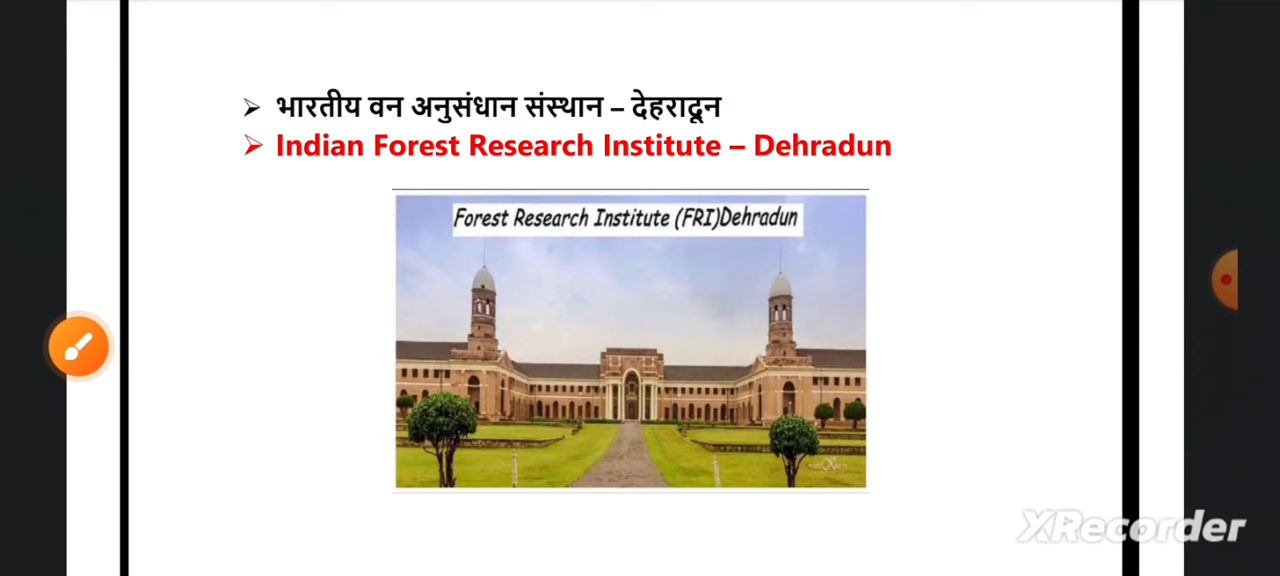 ➢ भारतीय वन अनुसंधान संस्थान – देहरादून
➢ Indian Forest Research Institute – Dehradun
Forest Research Institute (FRI)Dehradun
XRecorder